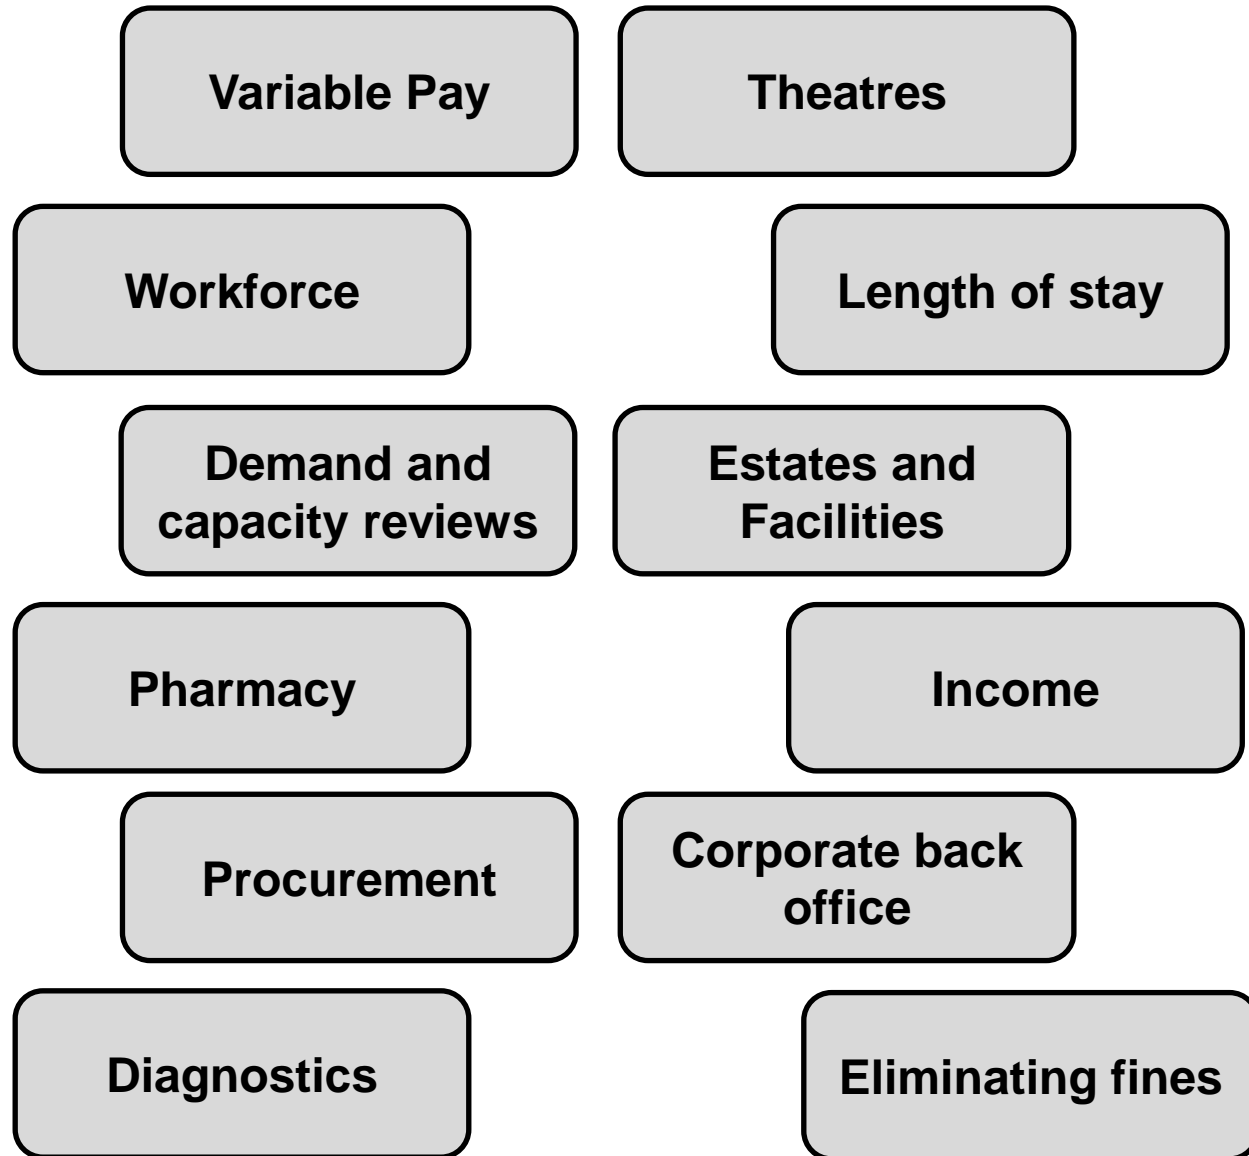 Variable Pay
Theatres
Workforce
Length of stay
Demand and
capacity reviews
Estates and
Facilities
Pharmacy
Income
Procurement
Corporate back
office
Diagnostics
Eliminating fines